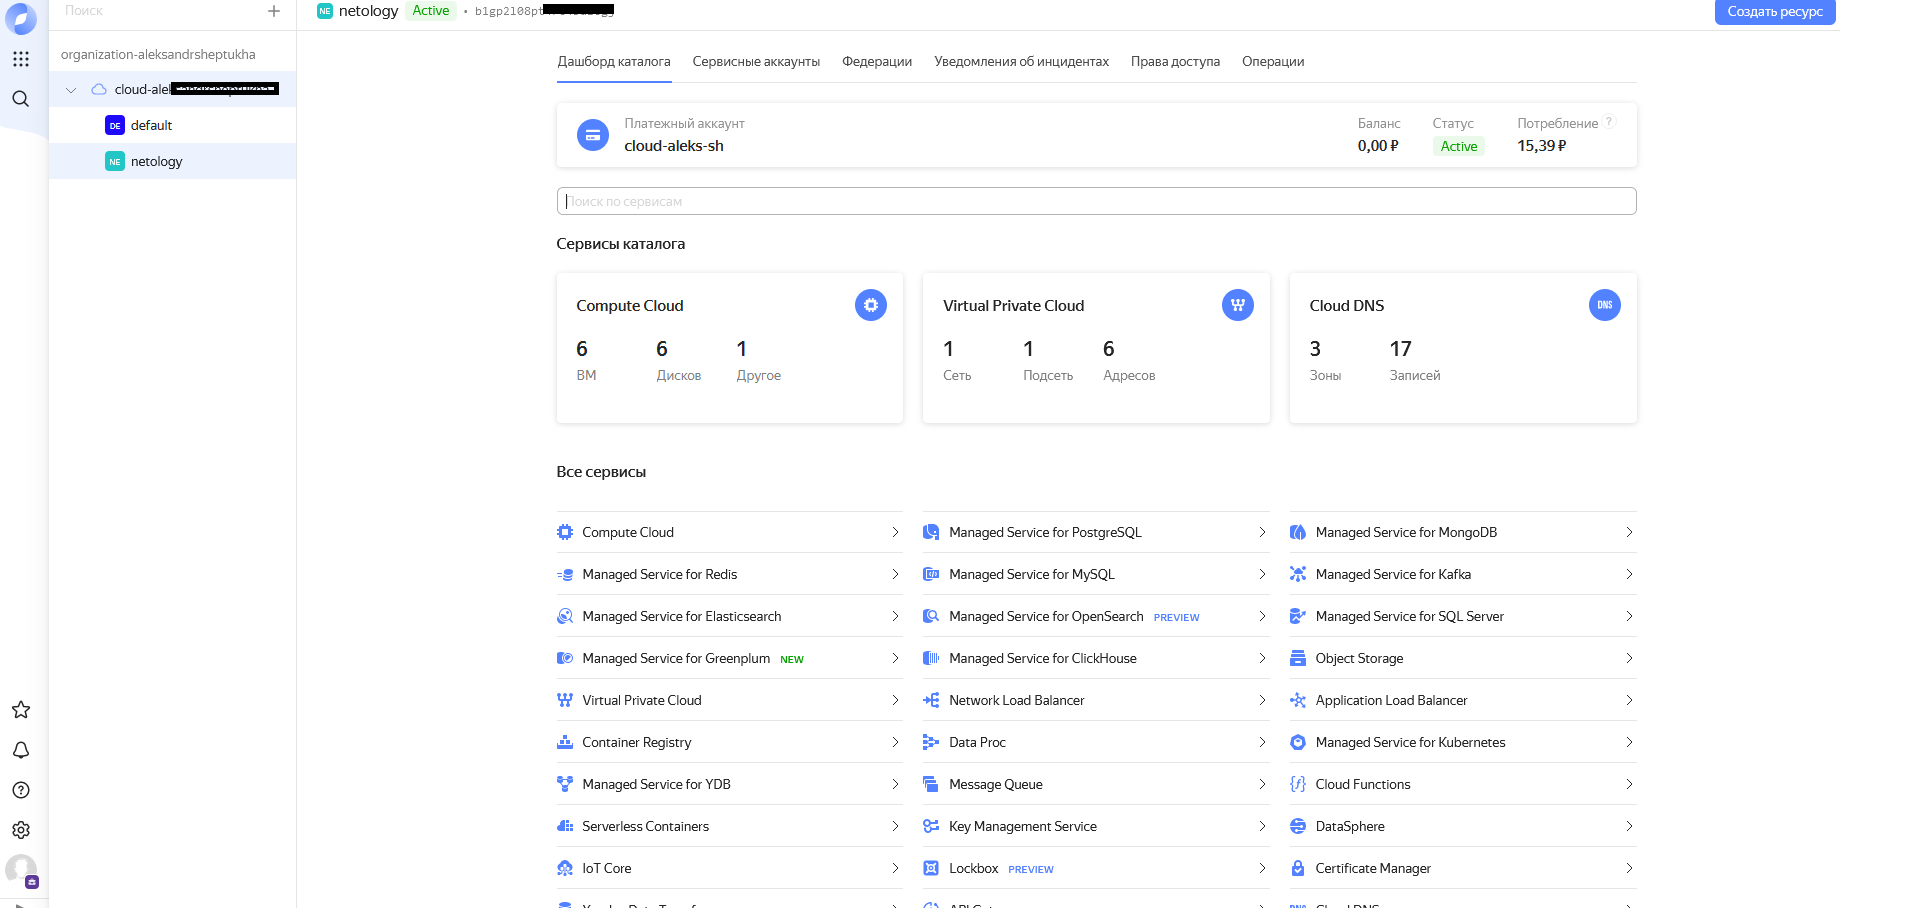 Поиск
NE netology Active • b1gp2l08pt
Создать ресурс
organization-aleksandrsheptukha
cloud-alek
DE default
NE netology
Дашборд каталога Сервисные аккаунты Федерации Уведомления об инцидентах Права доступа Операции
Платежный аккаунт Баланс Статус Потребление ?
cloud-aleks-sh 0,00 ₽ Active 15,39 ₽
Поиск по сервисам
Сервисы каталога
Compute Cloud Virtual Private Cloud Cloud DNS DNS
6 6 1 1 1 6 3 17
ВМ Дисков Другое Сеть Подсеть Адресов Зоны Записей
Все сервисы
Compute Cloud Managed Service for PostgreSQL Managed Service for MongoDB
Managed Service for Redis Managed Service for MySQL Managed Service for Kafka
Managed Service for Elasticsearch Managed Service for OpenSearch PREVIEW Managed Service for SQL Server
Managed Service for Greenplum NEW Managed Service for ClickHouse Object Storage
Virtual Private Cloud Network Load Balancer Application Load Balancer
Container Registry Data Proc Managed Service for Kubernetes
Managed Service for YDB Message Queue Cloud Functions
Serverless Containers Key Management Service DataSphere
IoT Core Lockbox PREVIEW Certificate Manager
Cloud DNS